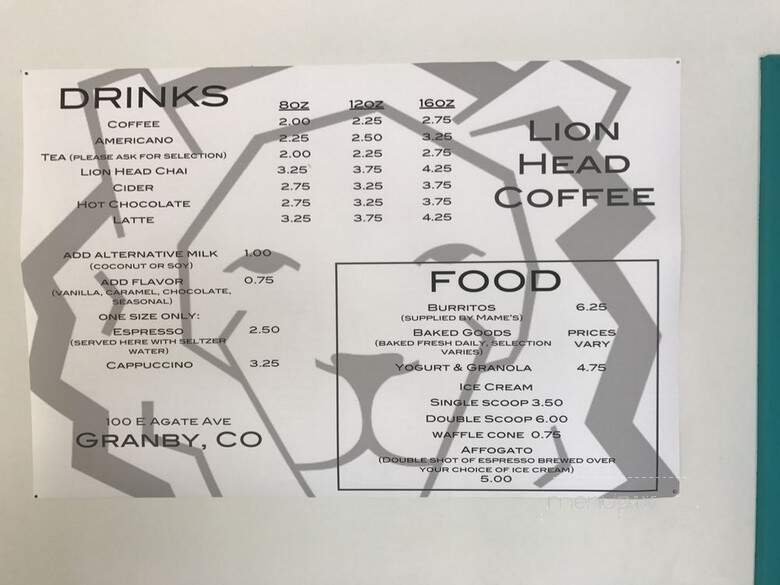 DRINKS
8oz 12oz 16oz
Coffee 2.00 2.25 2.75
Americano 2.25 2.50 3.25
Tea (please ask for selection) 2.00 2.25 2.75
Lion Head Chai 3.25 3.75 4.25
Cider 2.75 3.25 3.75
Hot Chocolate 2.75 3.25 3.75
Latte 3.25 3.75 4.25
Lion
Head
Coffee
Add alternative milk 1.00
(coconut or soy)
Add flavor 0.75
(vanilla, caramel, chocolate,
seasonal)
One size only:
Espresso 2.50
(served here with seltzer
water)
Cappuccino 3.25
100 E Agate Ave
Granby, CO
FOOD
Burritos 6.25
(supplied by Mame's)
Baked Goods prices
(baked fresh daily, selection vary
varies)
Yogurt & Granola 4.75
Ice Cream
Single scoop 3.50
Double Scoop 6.00
waffle cone 0.75
Affogato
(Double shot of espresso brewed over
your choice of ice cream)
5.00
menupix